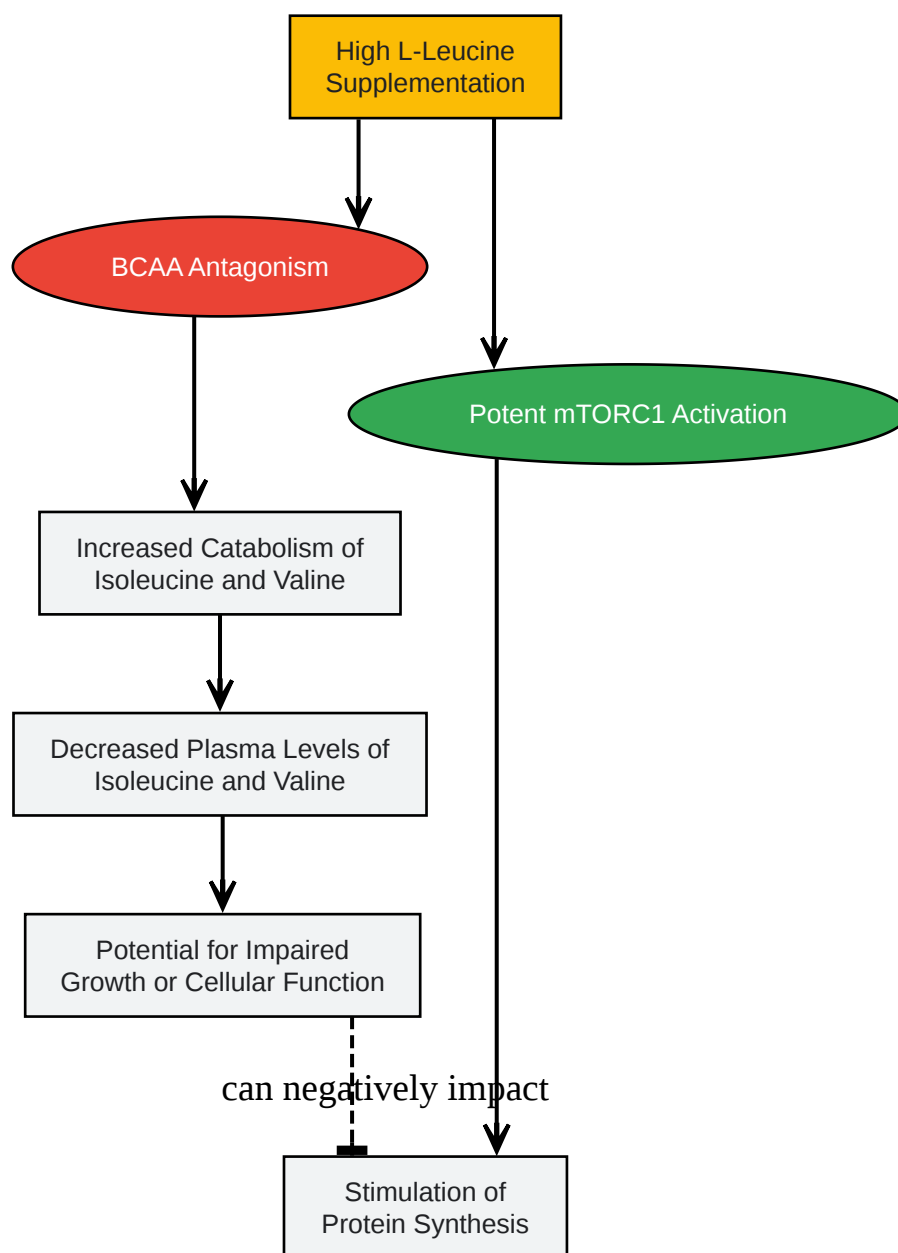 High L-Leucine
Supplementation
BCAA Antagonism
Potent mTORC1 Activation
Increased Catabolism of
Isoleucine and Valine
Decreased Plasma Levels of
Isoleucine and Valine
Potential for Impaired
Growth or Cellular Function
can negatively impact
Stimulation of
Protein Synthesis